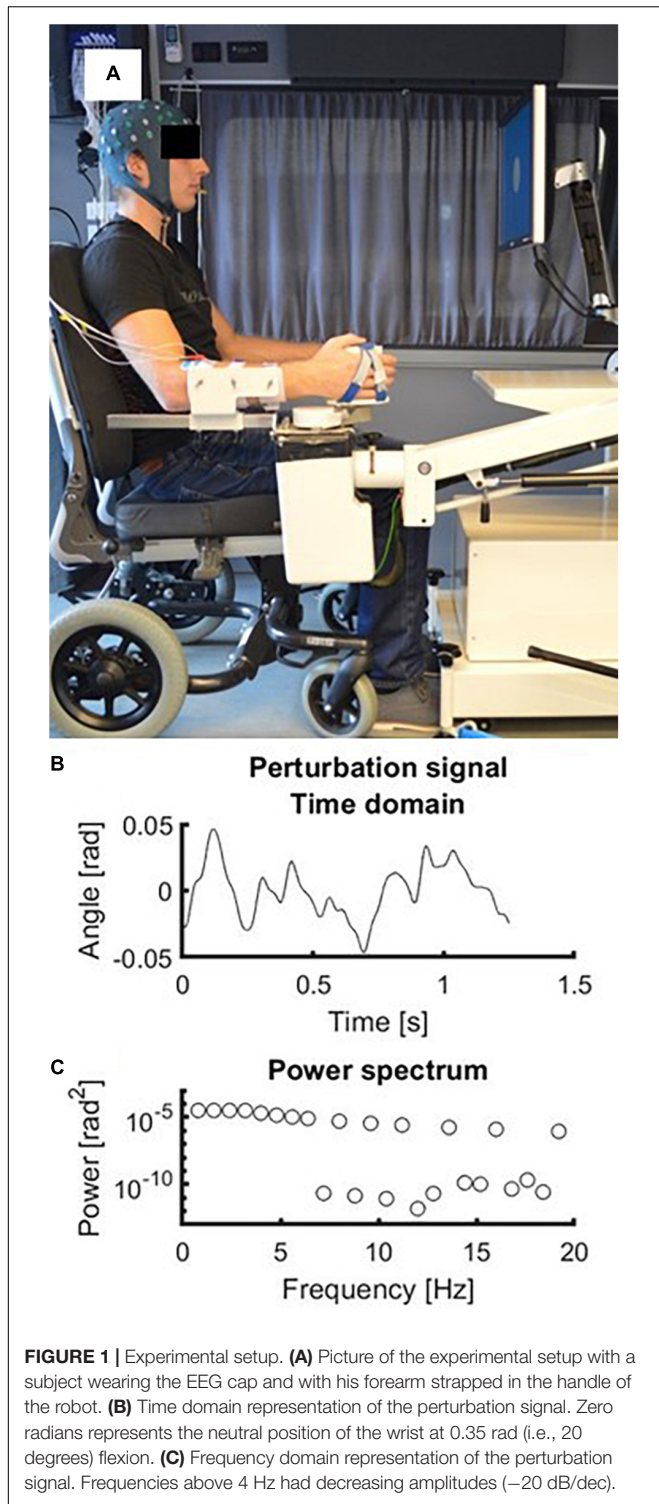 A
B
Perturbation signal
Time domain
Angle [rad]
0.05
0
-0.05
0
0.5
1
1.5
Time [s]
C
Power spectrum
Power [rad²]
10⁻⁵
10⁻¹⁰
0
5
10
15
20
Frequency [Hz]
FIGURE 1 | Experimental setup. (A) Picture of the experimental setup with a
subject wearing the EEG cap and with his forearm strapped in the handle of
the robot. (B) Time domain representation of the perturbation signal. Zero
radians represents the neutral position of the wrist at 0.35 rad (i.e., 20
degrees) flexion. (C) Frequency domain representation of the perturbation
signal. Frequencies above 4 Hz had decreasing amplitudes (−20 dB/dec).